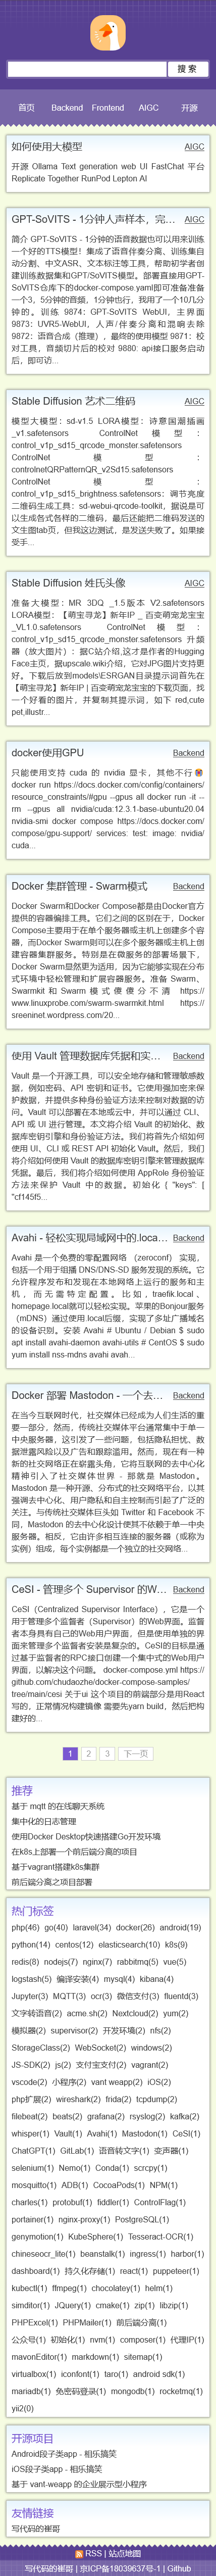 搜 索
首页 Backend Frontend AIGC 开源
如何使用大模型 AIGC
开源 Ollama Text generation web UI FastChat 平台
Replicate Together RunPod Lepton AI
GPT-SoVITS - 1分钟人声样本，完… AIGC
简介 GPT-SoVITS - 1分钟的语音数据也可以用来训练
一个好的TTS模型！集成了语音伴奏分离、训练集自
动分割、中文ASR、文本标注等工具，帮助初学者创
建训练数据集和GPT/SoVITS模型。部署直接用GPT-
SoVITS仓库下的docker-compose.yaml即可准备准备
一个3，5分钟的音频，1分钟也行，我用了一个10几分
钟的。训练 9874：GPT-SoVITS WebUI，主界面
9873：UVR5-WebUI，人声/伴奏分离和混响去除
9872：语音合成（推理），最终的使用模型 9871：校
对工具，音频切片后的校对 9880: api接口服务启动
后，即可访...
Stable Diffusion 艺术二维码 AIGC
模型大模型：sd-v1.5 LORA模型：诗意国潮插画
_v1.safetensors ControlNet 模型：
control_v1p_sd15_qrcode_monster.safetensors
ControlNet 模型：
controlnetQRPatternQR_v2Sd15.safetensors
ControlNet 模型：
control_v1p_sd15_brightness.safetensors：调节亮度
二维码生成工具：sd-webui-qrcode-toolkit，据说是可
以生成各式各样的二维码，最后还能把二维码发送的
文生图tab页，但我这边测试，是发送失败了。如果接
受手...
Stable Diffusion 姓氏头像 AIGC
准备大模型：MR 3DQ _1.5版本 V2.safetensors
LORA模型：【萌宝寻龙】新年IP _ 百变萌宠龙宝宝
_VL1.0.safetensors ControlNet模型：
control_v1p_sd15_qrcode_monster.safetensors 升频
器（放大图片）：据C站介绍,这才是作者的Hugging
Face主页，据upscale.wiki介绍，它对JPG图片支持更
好。下载后放到models\ESRGAN目录提示词首先在
【萌宝寻龙】新年IP | 百变萌宠龙宝宝的下载页面，找
一个好看的图片，并复制其提示词，如下 red,cute
pet,illustr...
docker使用GPU Backend
只能使用支持 cuda 的 nvidia 显卡，其他不行
docker run https://docs.docker.com/config/containers/
resource_constraints/#gpu --gpus all docker run -it --
rm --gpus all nvidia/cuda:12.3.1-base-ubuntu20.04
nvidia-smi docker compose https://docs.docker.com/
compose/gpu-support/ services: test: image: nvidia/
cuda...
Docker 集群管理 - Swarm模式 Backend
Docker Swarm和Docker Compose都是由Docker官方
提供的容器编排工具。它们之间的区别在于，Docker
Compose主要用于在单个服务器或主机上创建多个容
器，而Docker Swarm则可以在多个服务器或主机上创
建容器集群服务。特别是在微服务的部署场景下，
Docker Swarm显然更为适用，因为它能够实现在分布
式环境中轻松管理和扩展容器服务。准备 Swarm、
Swarmkit 和 Swarm 模式傻傻分不清 https://
www.linuxprobe.com/swarm-swarmkit.html https://
sreeninet.wordpress.com/20...
使用 Vault 管理数据库凭据和实… Backend
Vault 是一个开源工具，可以安全地存储和管理敏感数
据，例如密码、API 密钥和证书。它使用强加密来保
护数据，并提供多种身份验证方法来控制对数据的访
问。Vault 可以部署在本地或云中，并可以通过 CLI、
API 或 UI 进行管理。本文将介绍 Vault 的初始化、数
据库密钥引擎和身份验证方法。我们将首先介绍如何
使用 UI、CLI 或 REST API 初始化 Vault。然后，我们
将介绍如何使用 Vault 的数据库密钥引擎来管理数据库
凭据。最后，我们将介绍如何使用 AppRole 身份验证
方法来保护 Vault 中的数据。初始化 { "keys": [
"cf145f5...
Avahi - 轻松实现局域网中的.loca… Backend
Avahi 是一个免费的零配置网络 （zeroconf） 实现，
包括一个用于组播 DNS/DNS-SD 服务发现的系统。它
允许程序发布和发现在本地网络上运行的服务和主
机，而无需特定配置。比如，traefik.local、
homepage.local就可以轻松实现。苹果的Bonjour服务
（mDNS）通过使用.local后缀，实现了多址广播域名
的设备识别。安装 Avahi # Ubuntu / Debian $ sudo
apt install avahi-daemon avahi-utils # CentOS $ sudo
yum install nss-mdns avahi avah...
Docker 部署 Mastodon - 一个去… Backend
在当今互联网时代，社交媒体已经成为人们生活的重
要一部分，然而，传统社交媒体平台通常集中于单一
中央服务器，这引发了一些问题，包括隐私担忧、数
据泄露风险以及广告和跟踪滥用。然而，现在有一种
新的社交网络正在崭露头角，它将互联网的去中心化
精神引入了社交媒体世界 - 那就是 Mastodon。
Mastodon 是一种开源、分布式的社交网络平台，以其
强调去中心化、用户隐私和自主控制而引起了广泛的
关注。与传统社交媒体巨头如 Twitter 和 Facebook 不
同，Mastodon 的去中心化设计使其不依赖于单一中央
服务器。相反，它由许多相互连接的服务器（或称为
实例）组成，每个实例都是一个独立的社交网络...
CeSI - 管理多个 Supervisor 的W… Backend
CeSI（Centralized Supervisor Interface），它是一个
用于管理多个监督者（Supervisor）的Web界面。监督
者本身具有自己的Web用户界面，但是使用单独的界
面来管理多个监督者安装是复杂的。CeSI的目标是通
过基于监督者的RPC接口创建一个集中式的Web用户
界面，以解决这个问题。 docker-compose.yml https://
github.com/chudaozhe/docker-compose-samples/
tree/main/cesi 关于ui 这个项目的前端部分是用React
写的，正常情况构建镜像 需要先yarn build，然后把构
建好的...
1 2 3 下一页
推荐
基于 mqtt 的在线聊天系统
集中化的日志管理
使用Docker Desktop快速搭建Go开发环境
在k8s上部署一个前后端分离的项目
基于vagrant搭建k8s集群
前后端分离之项目部署
热门标签
php(46) go(40) laravel(34) docker(26) android(19)
python(14) centos(12) elasticsearch(10) k8s(9)
redis(8) nodejs(7) nginx(7) rabbitmq(5) vue(5)
logstash(5) 编译安装(4) mysql(4) kibana(4)
Jupyter(3) MQTT(3) ocr(3) 微信支付(3) fluentd(3)
文字转语音(2) acme.sh(2) Nextcloud(2) yum(2)
模拟器(2) supervisor(2) 开发环境(2) nfs(2)
StorageClass(2) WebSocket(2) windows(2)
JS-SDK(2) js(2) 支付宝支付(2) vagrant(2)
vscode(2) 小程序(2) vant weapp(2) iOS(2)
php扩展(2) wireshark(2) frida(2) tcpdump(2)
filebeat(2) beats(2) grafana(2) rsyslog(2) kafka(2)
whisper(1) Vault(1) Avahi(1) Mastodon(1) CeSI(1)
ChatGPT(1) GitLab(1) 语音转文字(1) 变声器(1)
selenium(1) Nemo(1) Conda(1) scrcpy(1)
mosquitto(1) ADB(1) CocoaPods(1) NPM(1)
charles(1) protobuf(1) fiddler(1) ControlFlag(1)
portainer(1) nginx-proxy(1) PostgreSQL(1)
genymotion(1) KubeSphere(1) Tesseract-OCR(1)
chineseocr_lite(1) beanstalk(1) ingress(1) harbor(1)
dashboard(1) 持久化存储(1) react(1) puppeteer(1)
kubectl(1) ffmpeg(1) chocolatey(1) helm(1)
simditor(1) JQuery(1) cmake(1) zip(1) libzip(1)
PHPExcel(1) PHPMailer(1) 前后端分离(1)
公众号(1) 初始化(1) nvm(1) composer(1) 代理IP(1)
mavonEditor(1) markdown(1) sitemap(1)
virtualbox(1) iconfont(1) taro(1) android sdk(1)
mariadb(1) 免密码登录(1) mongodb(1) rocketmq(1)
yii2(0)
开源项目
Android段子类app - 相乐搞笑
iOS段子类app - 相乐搞笑
基于 vant-weapp 的企业展示型小程序
友情链接
写代码的崔哥
RSS | 站点地图
写代码的崔哥 | 京ICP备18039637号-1 | Github